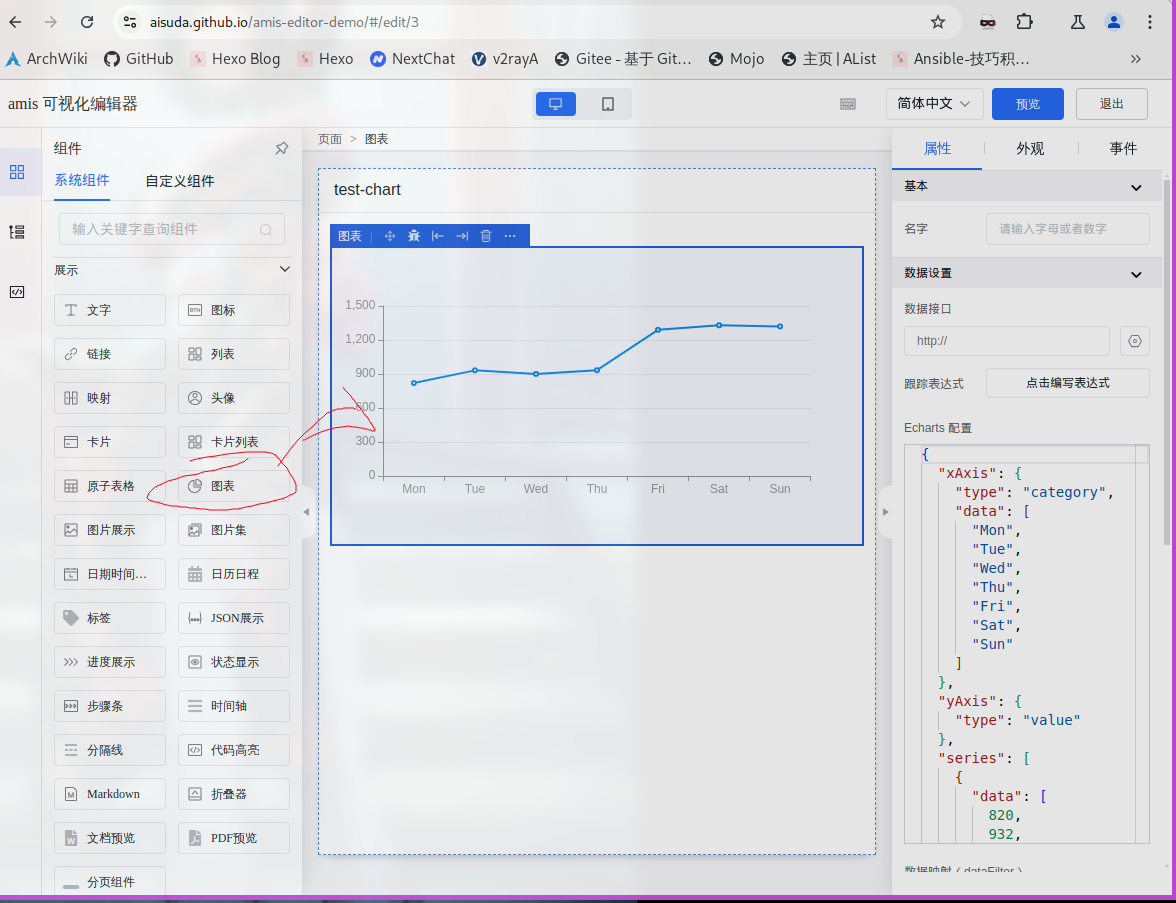 aisuda.github.io/amis-editor-demo/#/edit/3
ArchWiki GitHub Hexo Blog Hexo NextChat v2rayA Gitee - 基于 Git… Mojo 主页 | AList Ansible-技巧积… »
amis 可视化编辑器 简体中文 预览 退出
组件
系统组件 自定义组件
输入关键字查询组件
展示
文字 图标
链接 列表
映射 头像
卡片 卡片列表
原子表格 图表
图片展示 图片集
日期时间… 日历日程
标签 JSON展示
进度展示 状态显示
步骤条 时间轴
分隔线 代码高亮
Markdown 折叠器
文档预览 PDF预览
分页组件
页面 > 图表
test-chart
图表
1,500
1,200
900
600
300
0
Mon Tue Wed Thu Fri Sat Sun
属性 外观 事件
基本
名字 请输入字母或者数字
数据设置
数据接口
http://
跟踪表达式 点击编写表达式
Echarts 配置
{
"xAxis": {
"type": "category",
"data": [
"Mon",
"Tue",
"Wed",
"Thu",
"Fri",
"Sat",
"Sun"
]
},
"yAxis": {
"type": "value"
},
"series": [
{
"data": [
820,
932,
数据映射（dataFilter）